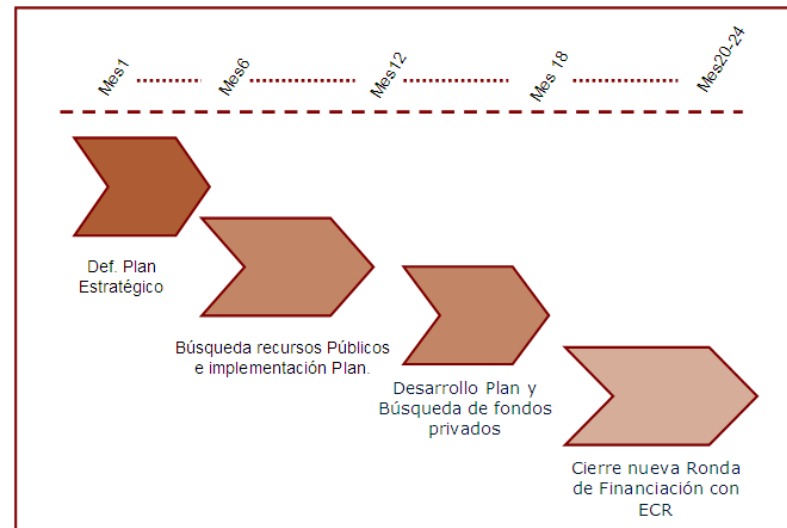 Mes1
Mes6
Mes12
Mes 18
Mes20-24
Def. Plan
Estratégico
Búsqueda recursos Públicos
e implementación Plan.
Desarrollo Plan y
Búsqueda de fondos
privados
Cierre nueva Ronda
de Financiación con
ECR